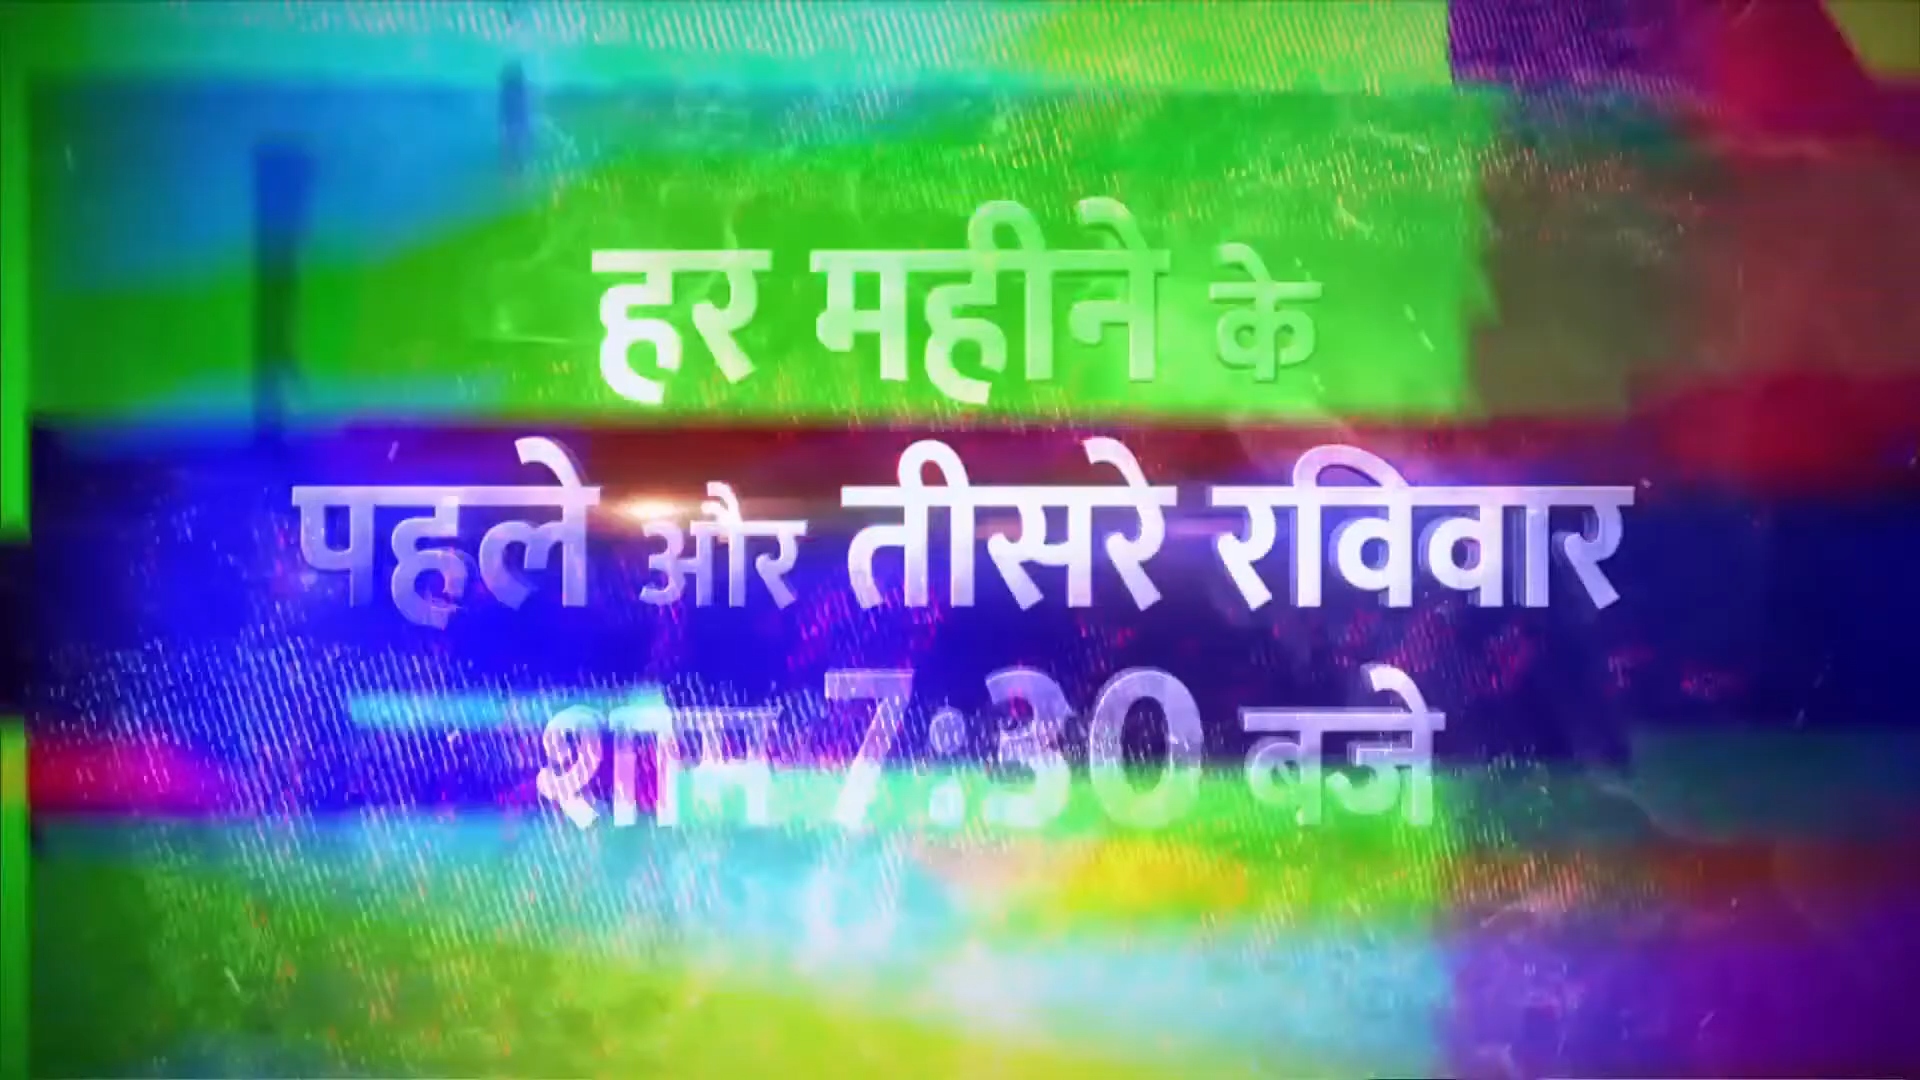 हर महीने के
पहले और तीसरे रविवार
शाम 7:30 बजे